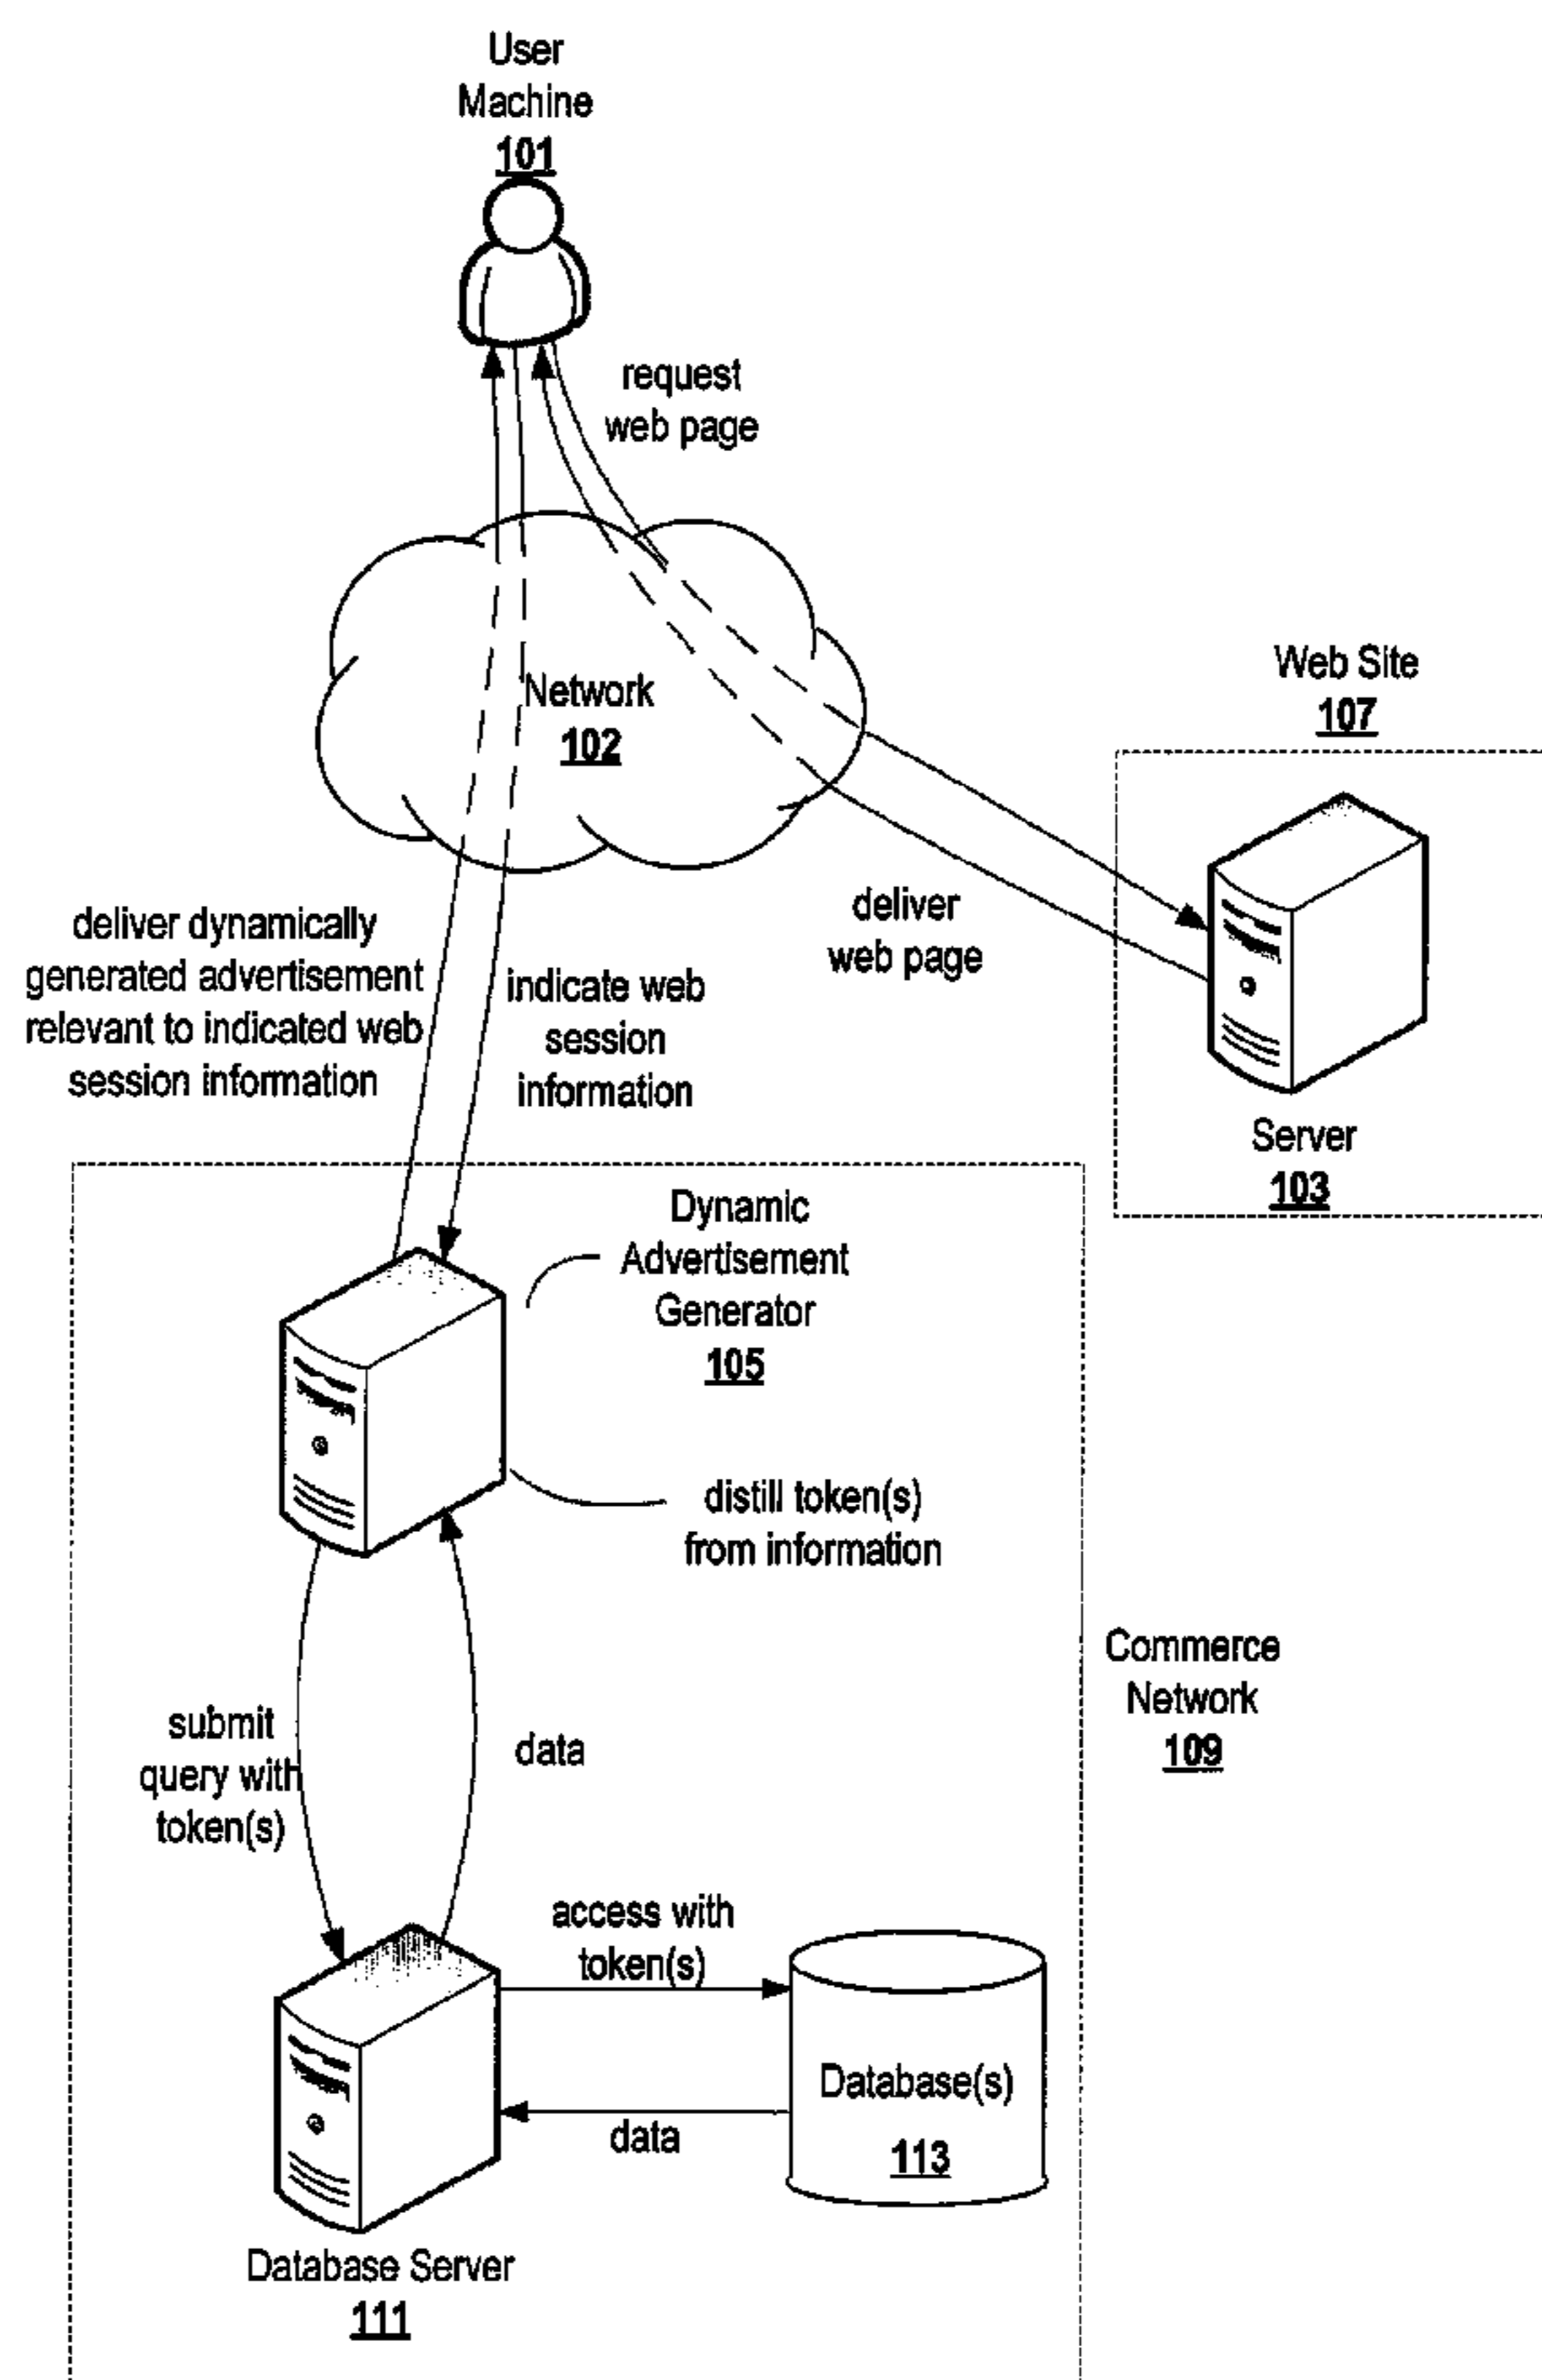 User
Machine
101
request
web page
Network
102
Web Site
107
deliver
web page
Server
103
deliver dynamically
generated advertisement
relevant to indicated web
session information
indicate web
session
information
Dynamic
Advertisement
Generator
105
distill token(s)
from information
Commerce
Network
109
submit
query with
token(s)
data
access with
token(s)
Database(s)
113
data
Database Server
111